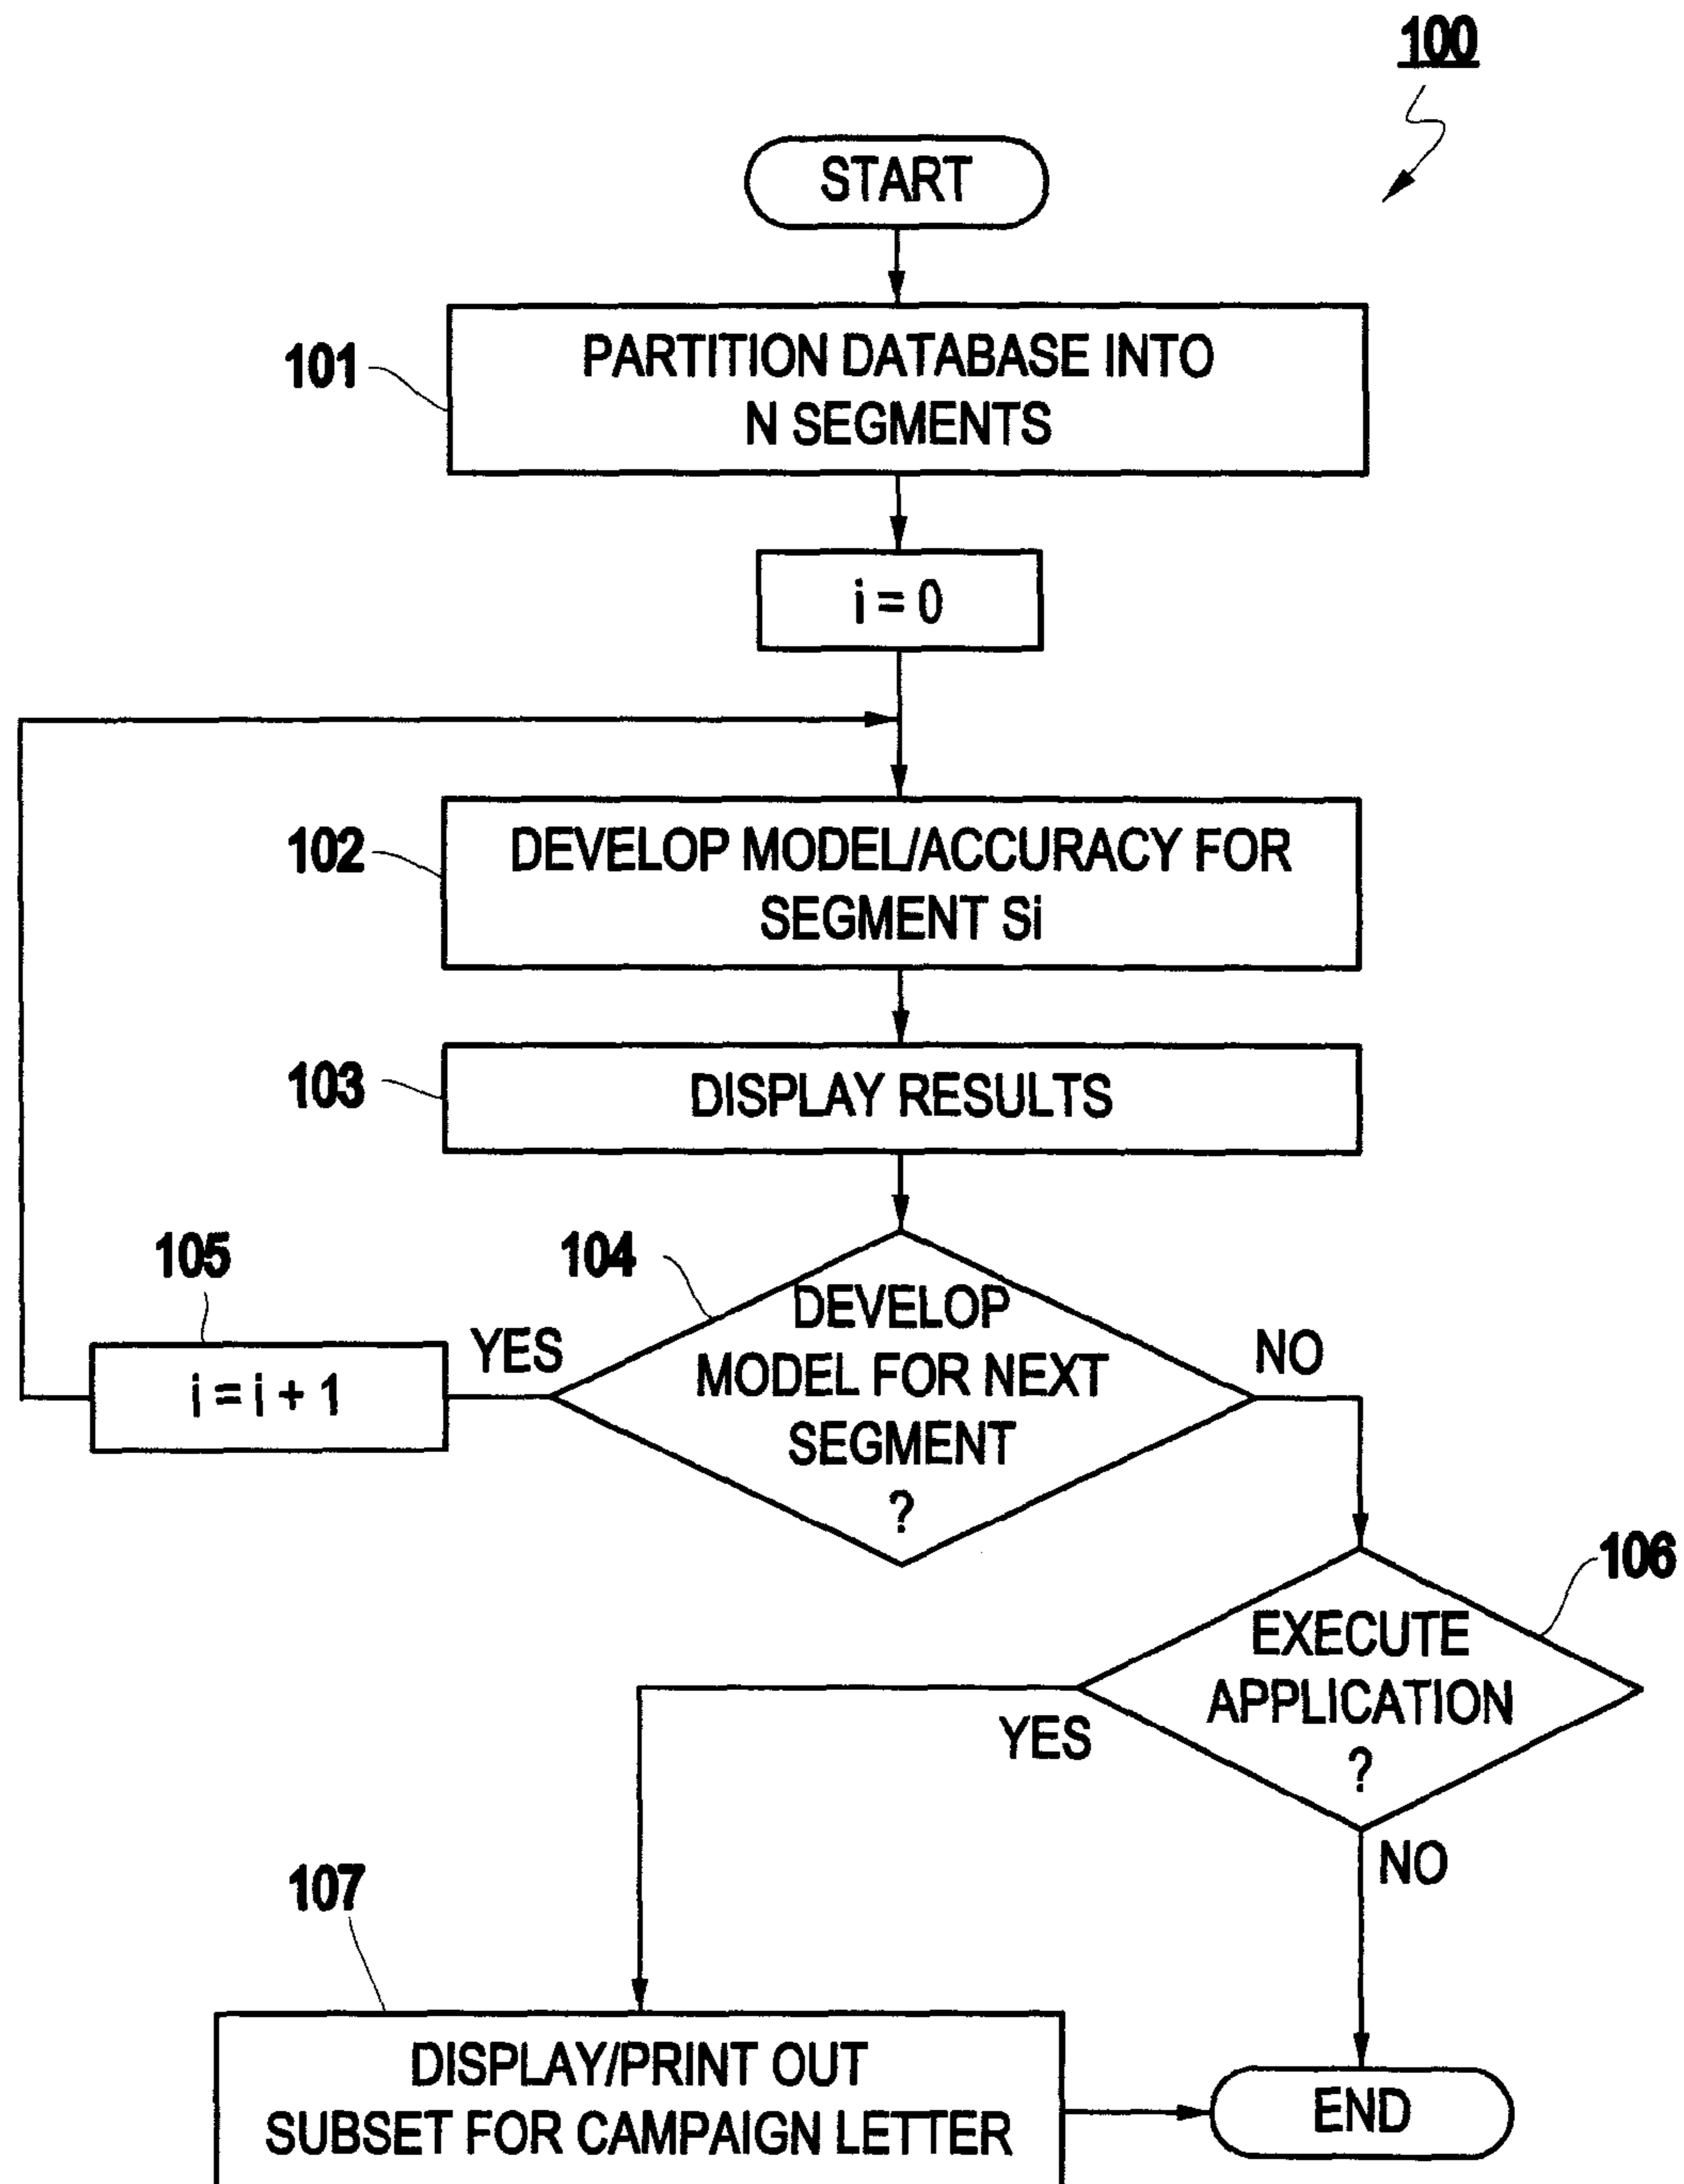 100
START
101
PARTITION DATABASE INTO
N SEGMENTS
i = 0
102
DEVELOP MODEL/ACCURACY FOR
SEGMENT Si
103
DISPLAY RESULTS
104
DEVELOP
MODEL FOR NEXT
SEGMENT
?
YES
NO
105
i = i + 1
106
EXECUTE
APPLICATION
?
YES
NO
107
DISPLAY/PRINT OUT
SUBSET FOR CAMPAIGN LETTER
END